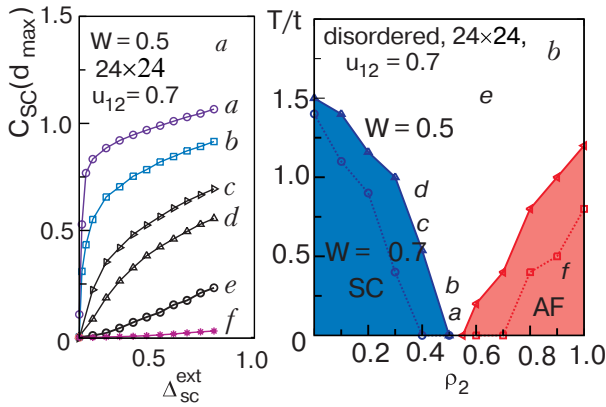 C_SC(d_max)
1.5
1.0
0.5
0
W = 0.5
24×24
u_12 = 0.7
a
a
b
c
d
e
f
0.5
1.0
Δ_sc^ext
T/t
1.5
1.0
0.5
0
disordered, 24×24,
u_12 = 0.7
b
e
W = 0.5
d
c
W = 0.7
b
SC
a
f
AF
0.2
0.4
0.6
0.8
1.0
ρ_2